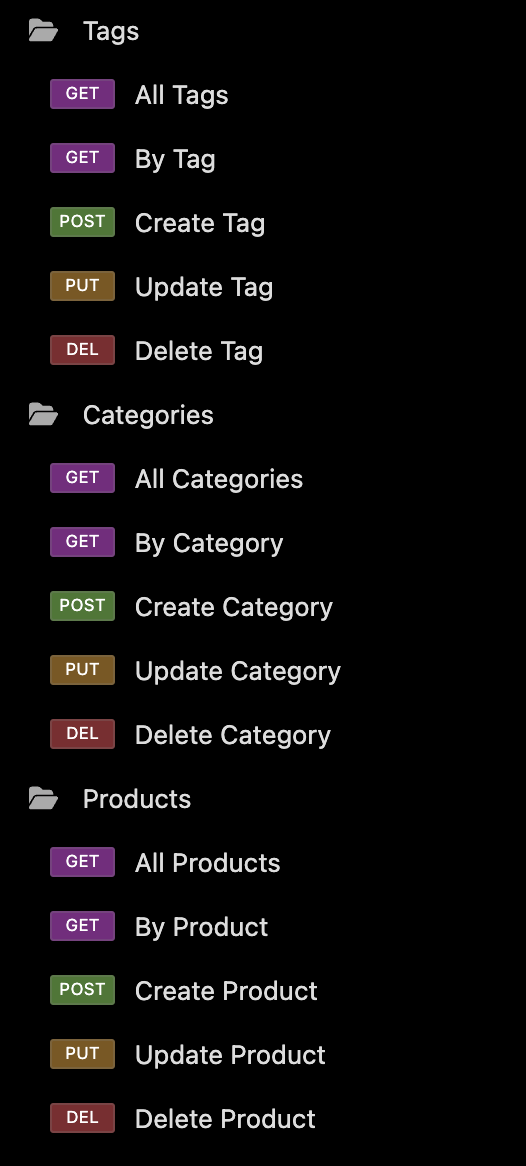 Tags
GET All Tags
GET By Tag
POST Create Tag
PUT Update Tag
DEL Delete Tag
Categories
GET All Categories
GET By Category
POST Create Category
PUT Update Category
DEL Delete Category
Products
GET All Products
GET By Product
POST Create Product
PUT Update Product
DEL Delete Product